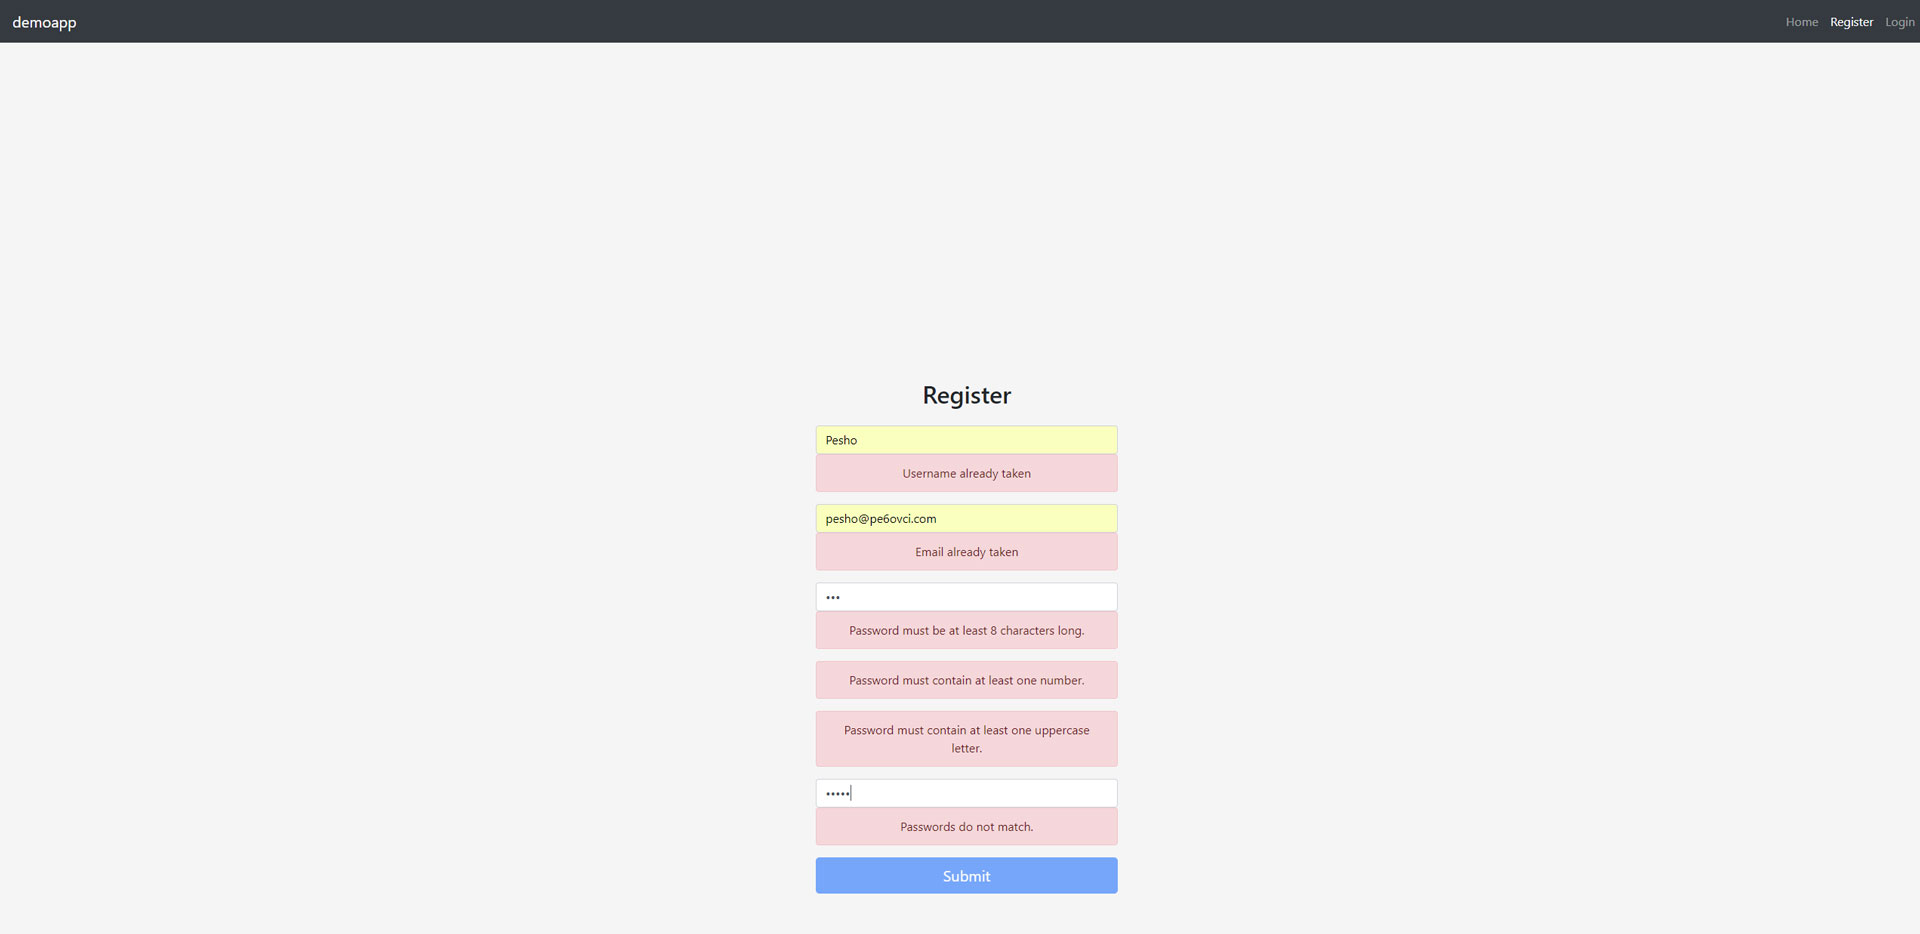 demoapp
Home Register Login
Register
Pesho
Username already taken
pesho@pe6ovci.com
Email already taken
•••
Password must be at least 8 characters long.
Password must contain at least one number.
Password must contain at least one uppercase
letter.
•••••
Passwords do not match.
Submit